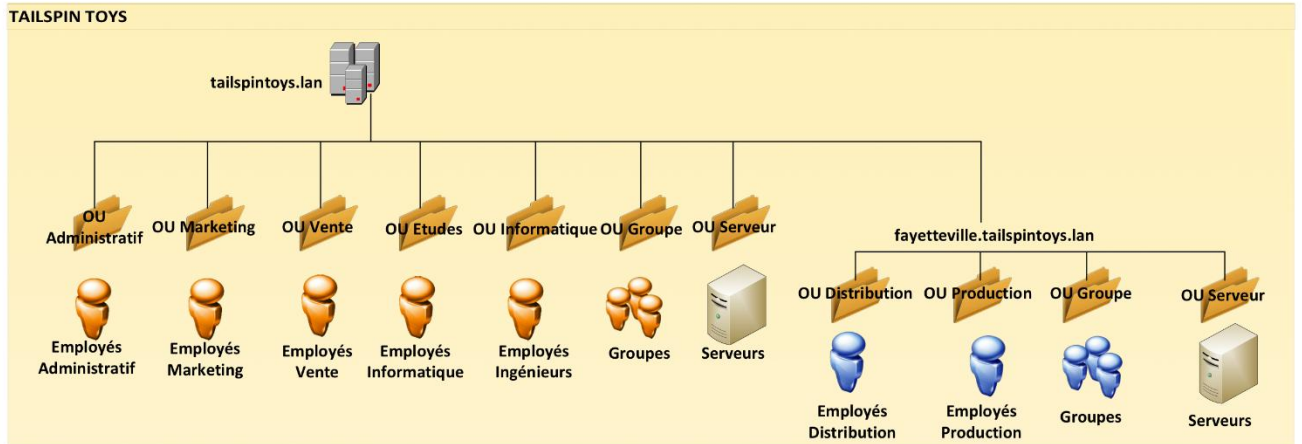 TAILSPIN TOYS
tailspintoys.lan
OU
Administratif
OU Marketing
OU Vente
OU Etudes
OU Informatique
OU Groupe
OU Serveur
fayetteville.tailspintoys.lan
OU Distribution
OU Production
OU Groupe
OU Serveur
Employés
Administratif
Employés
Marketing
Employés
Vente
Employés
Informatique
Employés
Ingénieurs
Groupes
Serveurs
Employés
Distribution
Employés
Production
Groupes
Serveurs